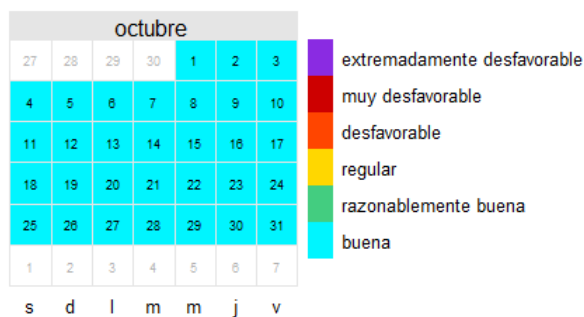 octubre
27 28 29 30 1 2 3
4 5 6 7 8 9 10
11 12 13 14 15 16 17
18 19 20 21 22 23 24
25 26 27 28 29 30 31
1 2 3 4 5 6 7
s d l m m j v
extremadamente desfavorable
muy desfavorable
desfavorable
regular
razonablemente buena
buena